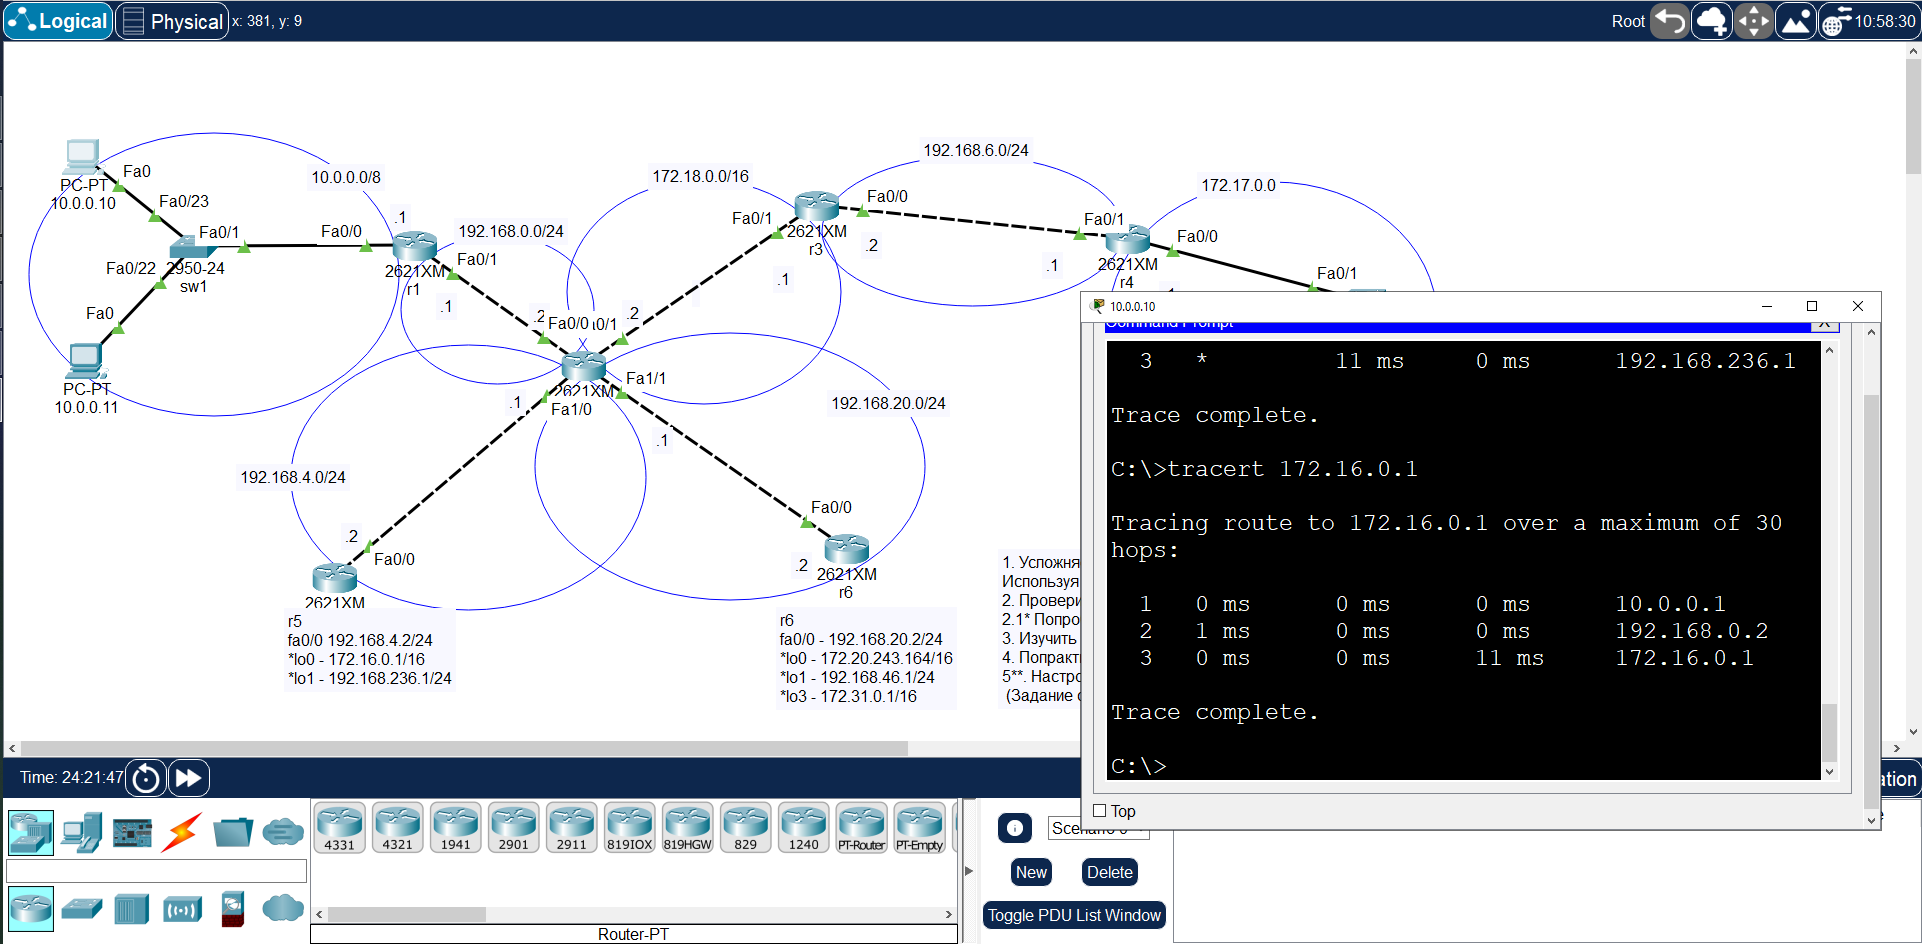 Logical
Physical
x: 381, y: 9
Root
10:58:30
PC-PT
10.0.0.10
Fa0
Fa0/23
Fa0/1
Fa0/22
2950-24
sw1
Fa0
PC-PT
10.0.0.11
10.0.0.0/8
Fa0/0
.1
2621XM
r1
Fa0/1
.1
192.168.0.0/24
.2
Fa0/0
.2
2621XM
Fa1/0
.1
Fa1/1
.1
172.18.0.0/16
Fa0/1
.1
2621XM
r3
Fa0/0
.2
192.168.6.0/24
Fa0/1
.1
2621XM
r4
Fa0/0
172.17.0.0
Fa0/1
192.168.4.0/24
.2
Fa0/0
2621XM
r5
fa0/0 192.168.4.2/24
*lo0 - 172.16.0.1/16
*lo1 - 192.168.236.1/24
192.168.20.0/24
Fa0/0
.2
2621XM
r6
r6
fa0/0 - 192.168.20.2/24
*lo0 - 172.20.243.164/16
*lo1 - 192.168.46.1/24
*lo3 - 172.31.0.1/16
1. Усложня
Используя
2. Провери
2.1* Попро
3. Изучить
4. Попракти
5**. Настро
(Задание
10.0.0.10
Command Prompt
X
3 * 11 ms 0 ms 192.168.236.1
Trace complete.
C:\>tracert 172.16.0.1
Tracing route to 172.16.0.1 over a maximum of 30
hops:
1 0 ms 0 ms 0 ms 10.0.0.1
2 1 ms 0 ms 0 ms 192.168.0.2
3 0 ms 0 ms 11 ms 172.16.0.1
Trace complete.
C:\>
Top
Time: 24:21:47
4331
4321
1941
2901
2911
819IOX
819HGW
829
1240
PT-Router
PT-Empty
Router-PT
New
Delete
Toggle PDU List Window